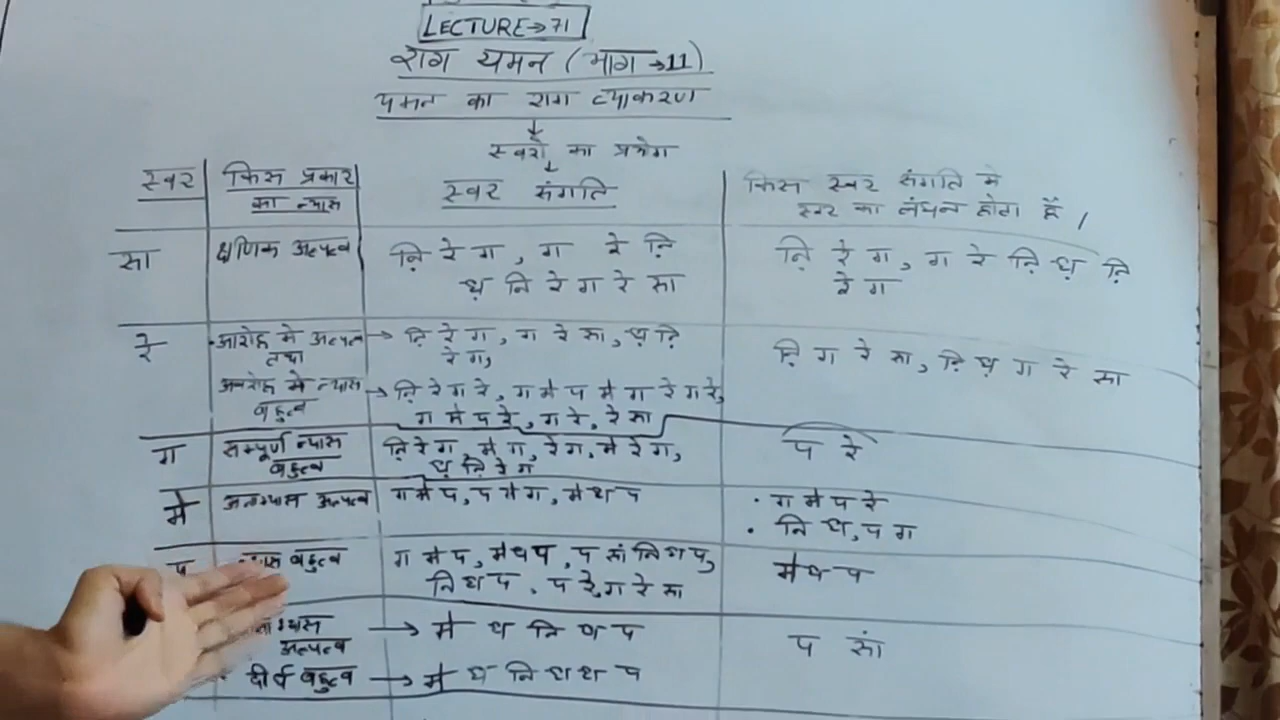 LECTURE→71
राग यमन (भाग →11)
यमन का राग व्याकरण
↓
स्वरों का प्रयोग
↓
स्वर
किस प्रकार
का न्यास
स्वर संगति
किस स्वर संगति मे
स्वर का लंघन होता है /
सा
क्षणिक अल्पत्व
ऩि रे ग , ग रे ऩि
ध़ नि रे ग रे सा
ऩि रे ग, ग रे ऩि ध़ ऩि
रे ग
रे
आरोह मे अल्पत्व
तथा
→ ऩि रे ग, ग रे सा, ध़ ऩि
रे ग,
अवरोह मे न्यास
बहुत्व
→ ऩि रे ग रे, ग मे प मे ग रे ग रे,
ग मे प रे, ग रे, रे सा
ऩि ग रे सा, ऩि ध़ ग रे सा
ग
सम्पूर्ण न्यास
बहुत्व
ऩि रे ग, मे ग, रे ग, मे रे ग,
ध़ ऩि रे ग
प रे
मे
अनभ्यास अल्पत्व
ग मे प, प मे ग, मे ध प
· ग मे प रे
· नि ध, प ग
प
बहुत्व
ग मे प, मे ध प, प सां नि ध प,
नि ध प , प रे, ग रे सा
मे ध प
अल्पत्व
→ मे ध नि ध प
दीर्घ बहुत्व → मे ध नि ध ध प
प सां